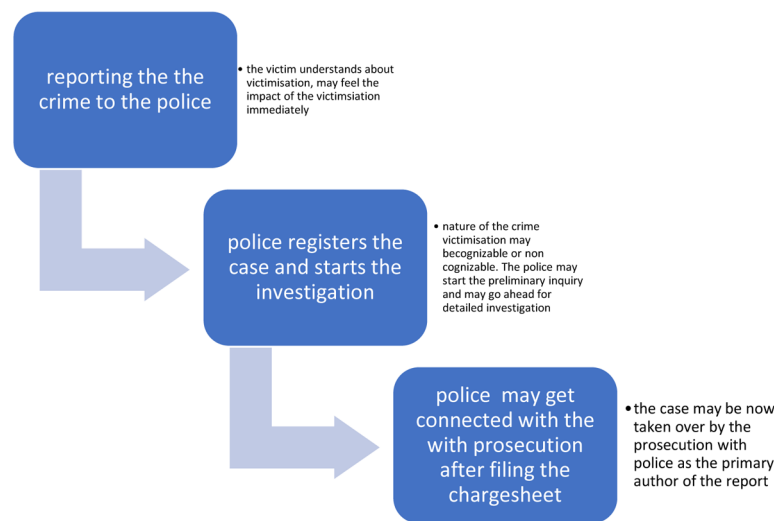 reporting the the
crime to the police
• the victim understands about
victimisation, may feel the
impact of the victimsiation
immediately
police registers the
case and starts the
investigation
• nature of the crime
victimisation may
becognizable or non
cognizable. The police may
start the preliminary inquiry
and may go ahead for
detailed investigation
police may get
connected with the
with prosecution
after filing the
chargesheet
• the case may be now
taken over by the
prosecution with
police as the primary
author of the report